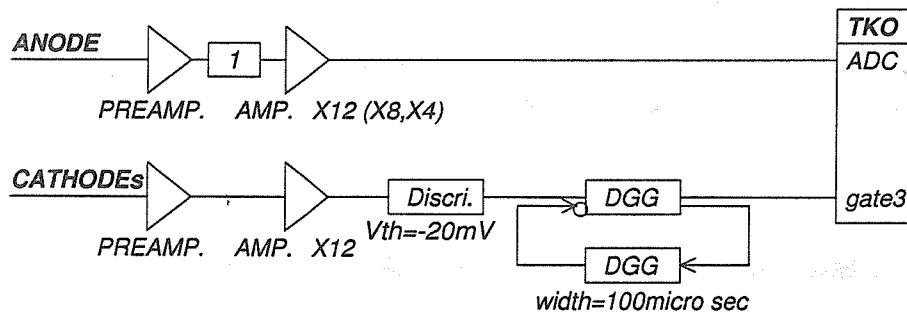 TKO
ANODE
1
ADC
PREAMP. AMP. X12 (X8,X4)
CATHODEs
Discri.
DGG
gate3
Vth=-20mV
PREAMP. AMP. X12
DGG
width=100micro sec